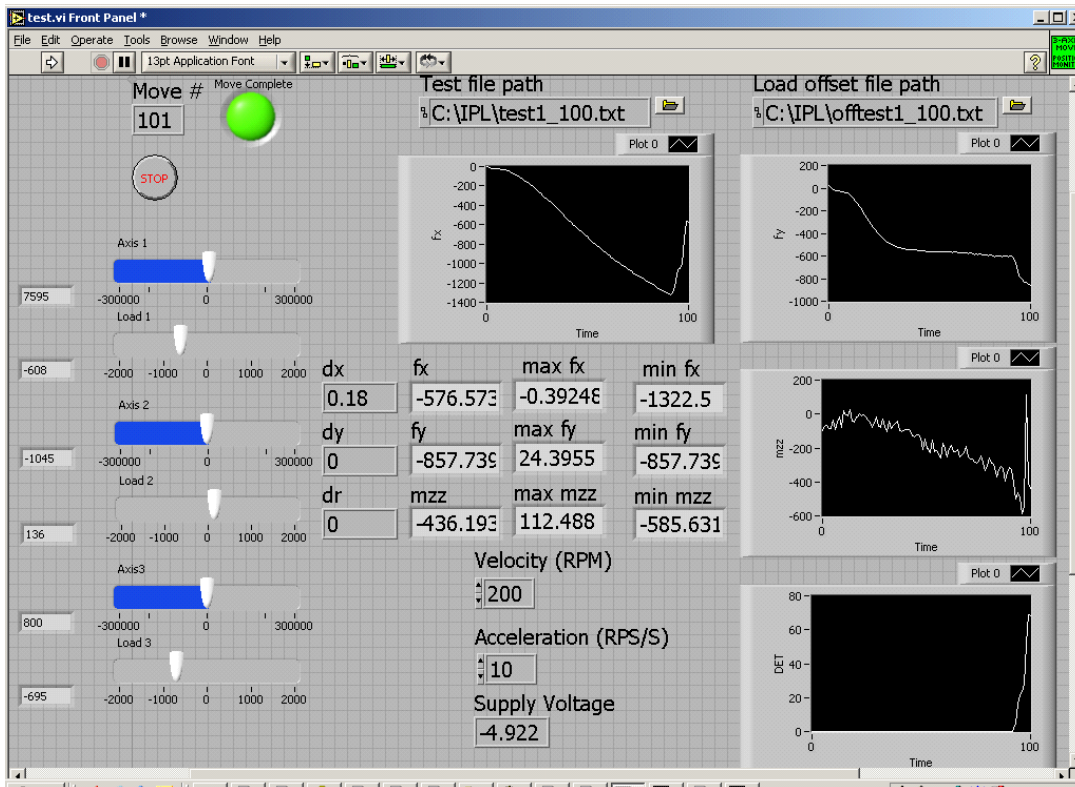 test.vi Front Panel *
File Edit Operate Tools Browse Window Help
13pt Application Font
3-AXIS
MOVE
POSITION
MONITOR
Move #
101
Move Complete
STOP
Test file path
C:\IPL\test1_100.txt
Load offset file path
C:\IPL\offtest1_100.txt
Plot 0
0
-200
-400
-600
-800
-1000
-1200
-1400
fx
0 100
Time
Plot 0
200
0
-200
-400
-600
-800
-1000
fy
0 100
Time
Axis 1
7595
-300000 0 300000
Load 1
-608
-2000 -1000 0 1000 2000
Axis 2
-1045
-300000 0 300000
Load 2
136
-2000 -1000 0 1000 2000
Axis3
800
-300000 0 300000
Load 3
-695
-2000 -1000 0 1000 2000
dx fx max fx min fx
0.18 -576.573 -0.39248 -1322.5
dy fy max fy min fy
0 -857.739 24.3955 -857.739
dr mzz max mzz min mzz
0 -436.193 112.488 -585.631
Velocity (RPM)
200
Acceleration (RPS/S)
10
Supply Voltage
-4.922
Plot 0
200
0
-200
-400
-600
mzz
0 100
Time
Plot 0
80
60
40
20
0
DET
0 100
Time